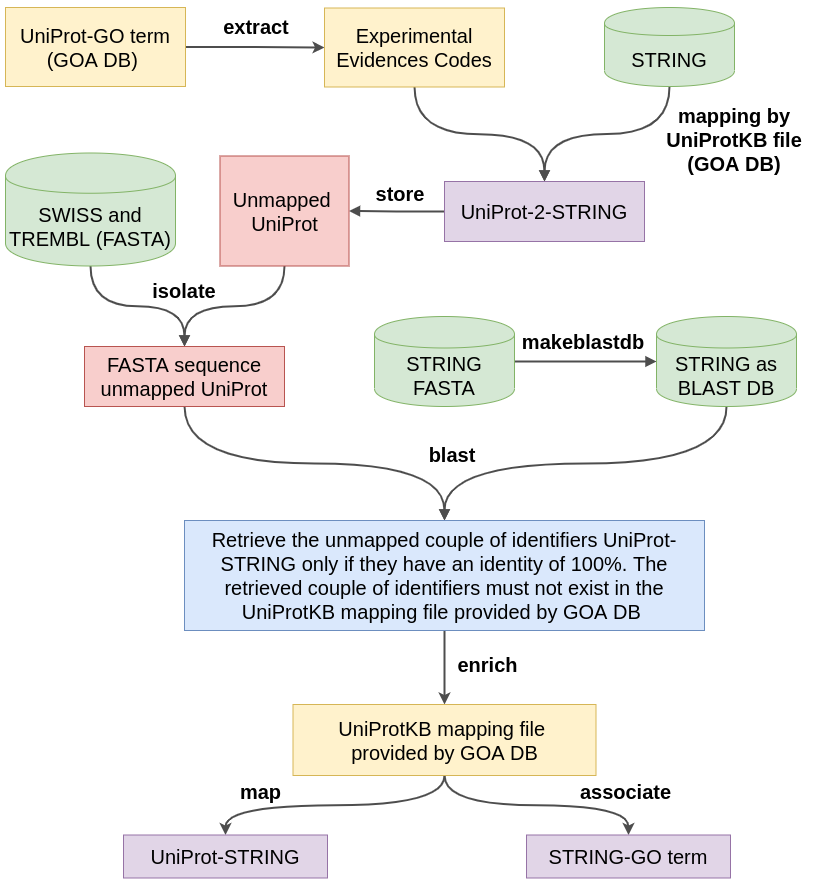 UniProt-GO term
(GOA DB)
extract
Experimental
Evidences Codes
STRING
mapping by
UniProtKB file
(GOA DB)
SWISS and
TREMBL (FASTA)
Unmapped
UniProt
store
UniProt-2-STRING
isolate
FASTA sequence
unmapped UniProt
STRING
FASTA
makeblastdb
STRING as
BLAST DB
blast
Retrieve the unmapped couple of identifiers UniProt-
STRING only if they have an identity of 100%. The
retrieved couple of identifiers must not exist in the
UniProtKB mapping file provided by GOA DB
enrich
UniProtKB mapping file
provided by GOA DB
map
associate
UniProt-STRING
STRING-GO term